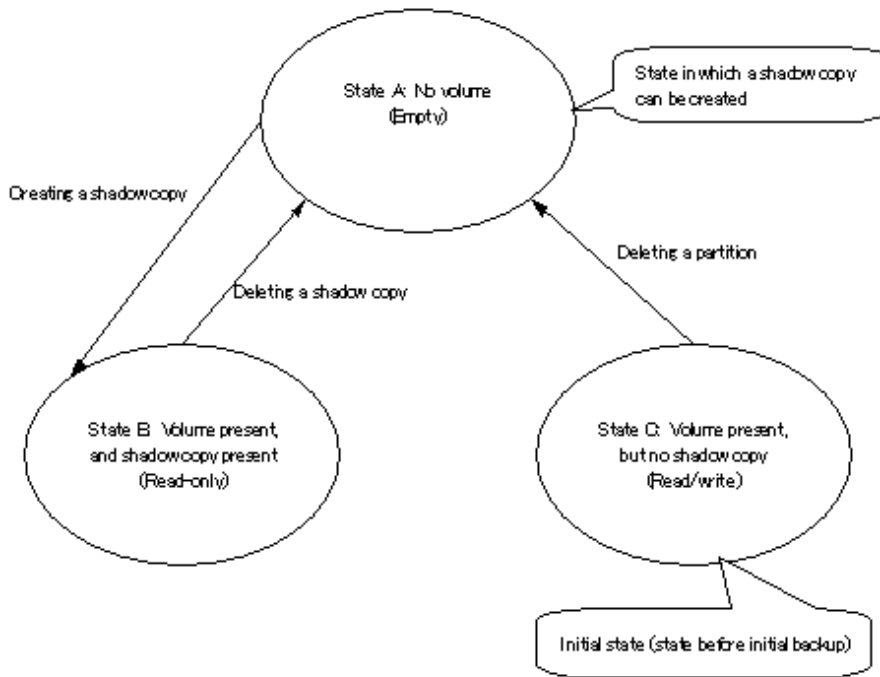 State A: No volume
(Empty)
State in which a shadow copy
can be created
Creating a shadow copy
Deleting a shadow copy
Deleting a partition
State B: Volume present,
and shadow copy present
(Read-only)
State C: Volume present,
but no shadow copy
(Read/write)
Initial state (state before initial backup)